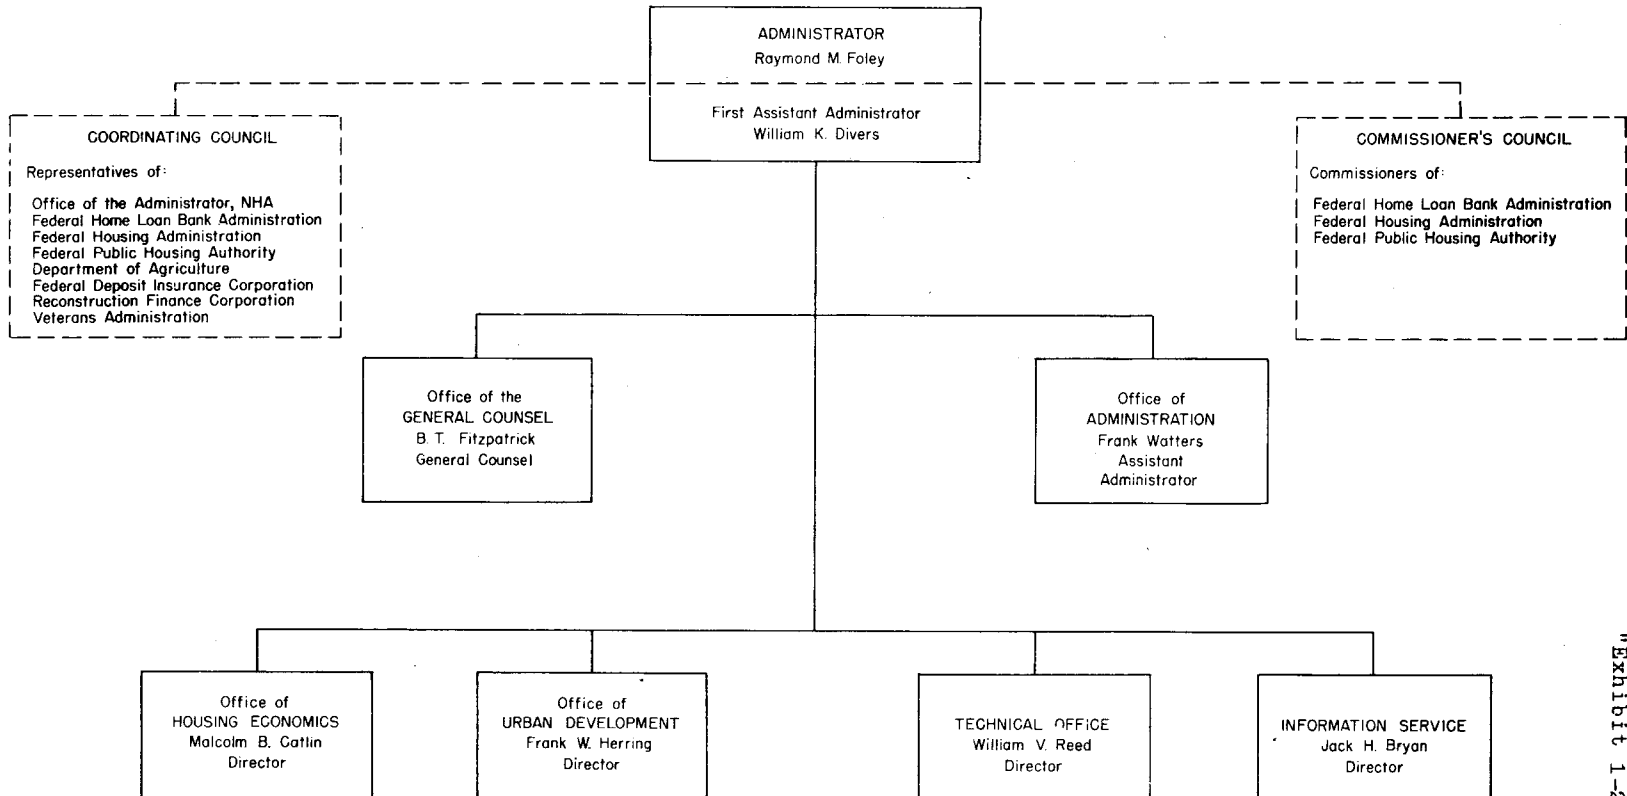 ADMINISTRATOR
Raymond M. Foley
First Assistant Administrator
William K. Divers
COORDINATING COUNCIL
Representatives of:
Office of the Administrator, NHA
Federal Home Loan Bank Administration
Federal Housing Administration
Federal Public Housing Authority
Department of Agriculture
Federal Deposit Insurance Corporation
Reconstruction Finance Corporation
Veterans Administration
COMMISSIONER'S COUNCIL
Commissioners of:
Federal Home Loan Bank Administration
Federal Housing Administration
Federal Public Housing Authority
Office of the
GENERAL COUNSEL
B. T. Fitzpatrick
General Counsel
Office of
ADMINISTRATION
Frank Watters
Assistant
Administrator
Office of
HOUSING ECONOMICS
Malcolm B. Catlin
Director
Office of
URBAN DEVELOPMENT
Frank W. Herring
Director
TECHNICAL OFFICE
William V. Reed
Director
INFORMATION SERVICE
Jack H. Bryan
Director
"Exhibit 1-2